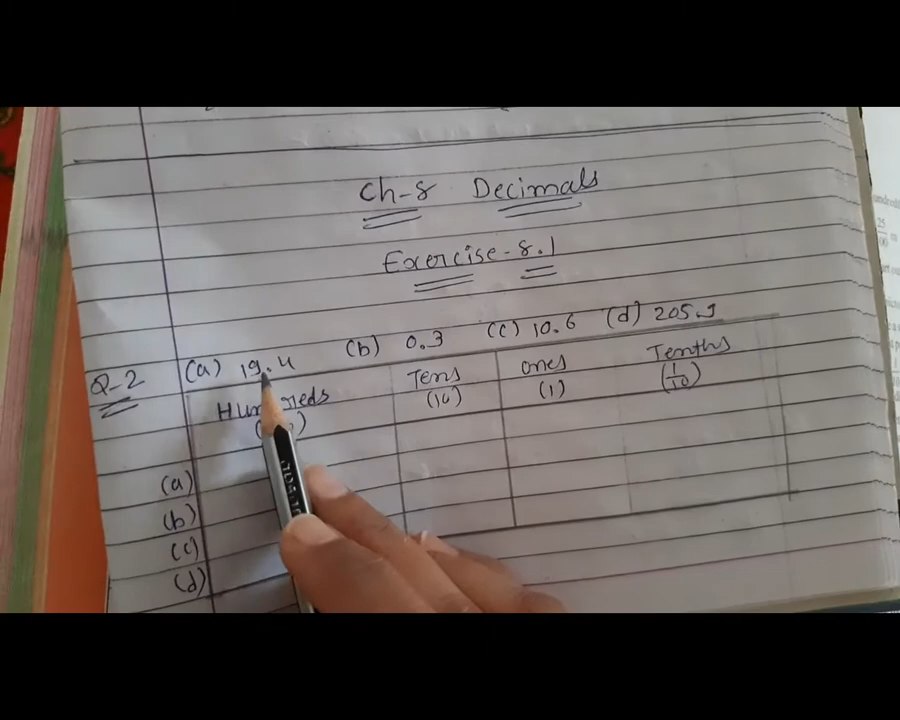 Ch-8 Decimals
Exercise-8.1
Q-2 (a) 19.4 (b) 0.3 (c) 10.6 (d) 205.9
Tens ones Tenths
(10) (1) (1/10)
(a)
(b)
(c)
(d)